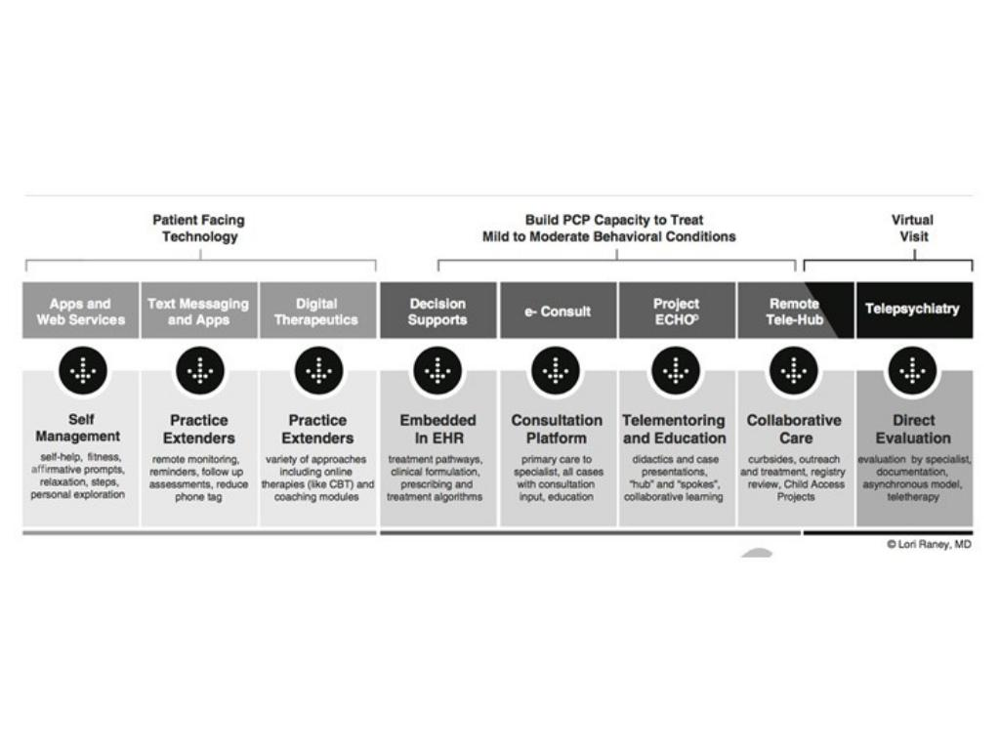 Patient Facing
Technology
Build PCP Capacity to Treat
Mild to Moderate Behavioral Conditions
Virtual
Visit
Apps and
Web Services
Text Messaging
and Apps
Digital
Therapeutics
Decision
Supports
e- Consult
Project
ECHO©
Remote
Tele-Hub
Telepsychiatry
Self
Management
self-help, fitness,
affirmative prompts,
relaxation, steps,
personal exploration
Practice
Extenders
remote monitoring,
reminders, follow up
assessments, reduce
phone tag
Practice
Extenders
variety of approaches
including online
therapies (like CBT) and
coaching modules
Embedded
In EHR
treatment pathways,
clinical formulation,
prescribing and
treatment algorithms
Consultation
Platform
primary care to
specialist, all cases
with consultation
input, education
Telementoring
and Education
didactics and case
presentations,
"hub" and "spokes",
collaborative learning
Collaborative
Care
curbsides, outreach
and treatment, registry
review, Child Access
Projects
Direct
Evaluation
evaluation by specialist,
documentation,
asynchronous model,
teletherapy
© Lori Raney, MD